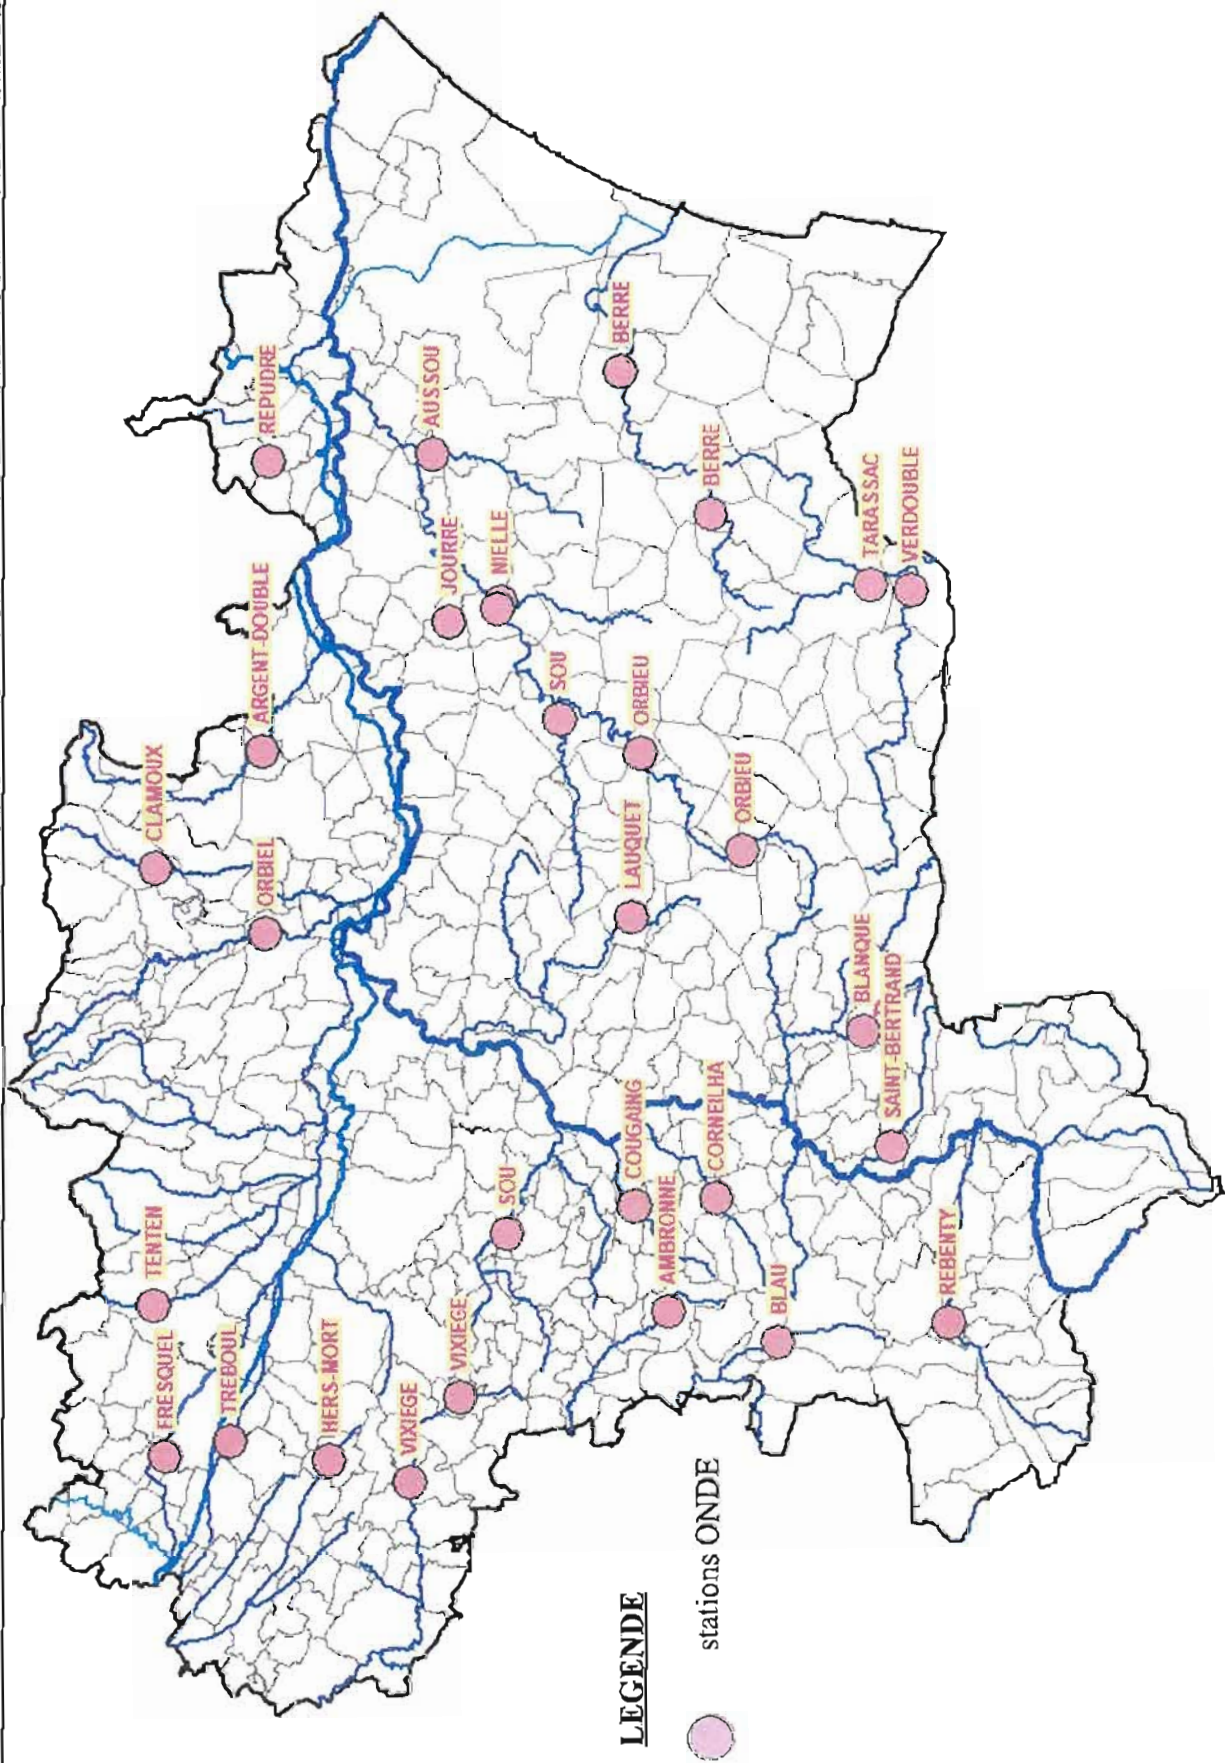 REPUDRE
BERRE
AUSSOU
BERRE
TARASSAC
VERDOUBLE
JOURRE
NIELLE
ARGENT-DOUBLE
SOU
ORBIEU
CLAMOUX
ORBIEU
ORBIEL
LAUQUET
BLANQUE
SAINT-BERTRAND
COUGAING
CORNEILHA
SOU
AMBRONNE
TENTEN
BLAU
REBENTY
VIXIEGE
FRESQUEL
TREBOUL
HERS-MORT
VIXIEGE
LEGENDE
stations ONDE